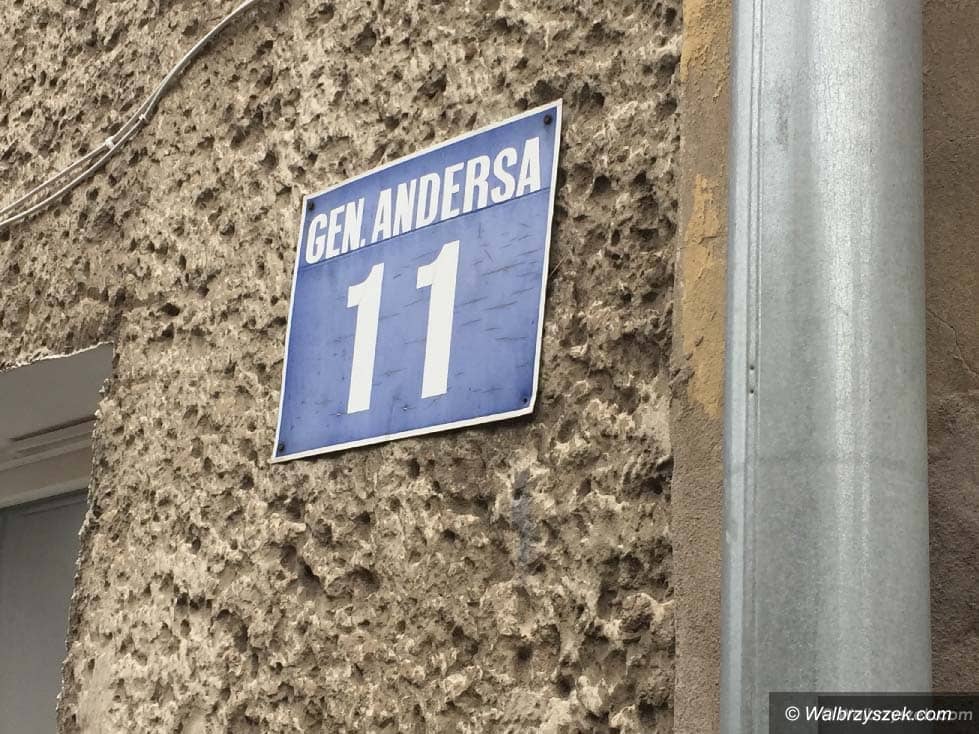 GEN. ANDERSA
11
© Walbrzyszek.com